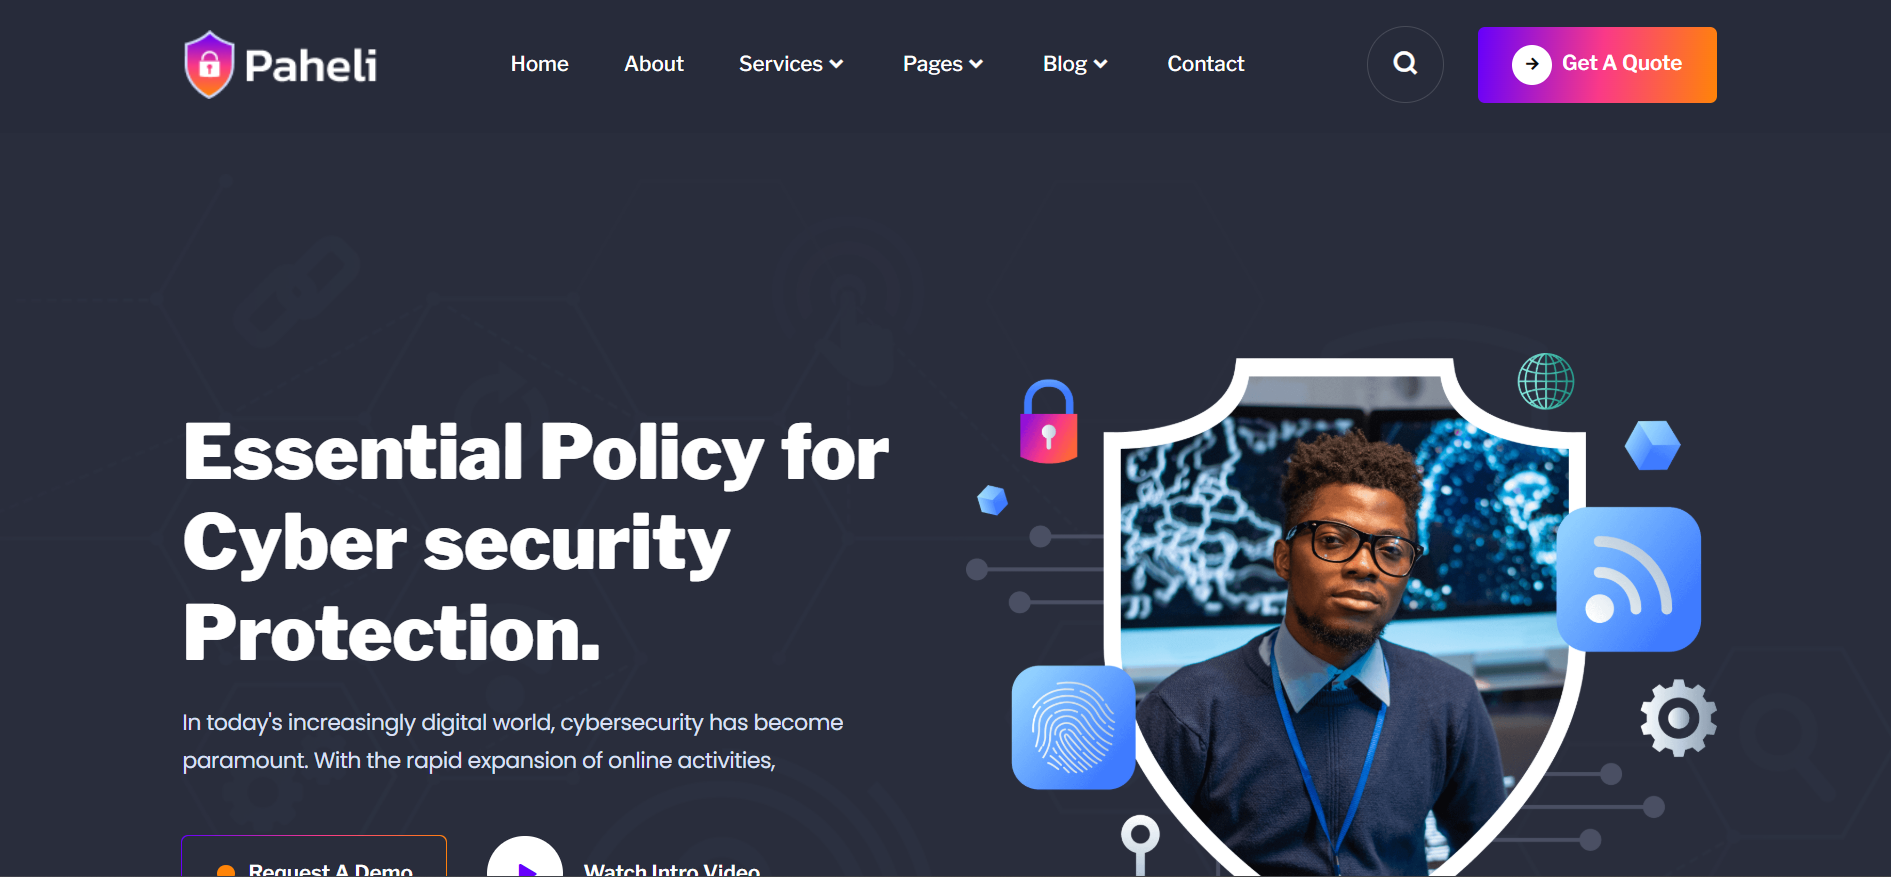 Paheli
Home
About
Services
Pages
Blog
Contact
Get A Quote
Essential Policy for
Cyber security
Protection.
In today's increasingly digital world, cybersecurity has become
paramount. With the rapid expansion of online activities,
Request A Demo
Watch Intro Video